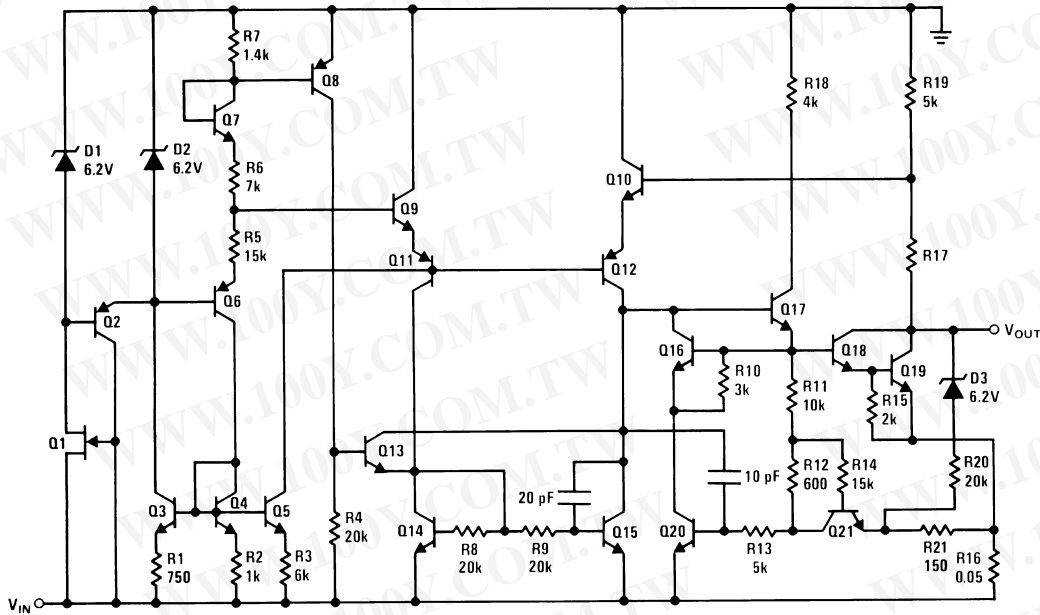 WWW.100Y.COM.TW
R7
1.4k
Q8
R18
4k
R19
5k
Q7
D1
6.2V
D2
6.2V
R6
7k
Q10
Q9
R5
15k
R17
Q11
Q12
Q2
Q6
Q17
VOUT
Q16
Q18
Q19
R10
3k
R11
10k
R15
2k
D3
6.2V
Q1
Q13
20 pF
10 pF
R12
600
R14
15k
R20
20k
Q3
Q4
Q5
R4
20k
Q14
R8
20k
R9
20k
Q15
Q20
R13
5k
Q21
R21
150
R16
0.05
R1
750
R2
1k
R3
6k
VIN